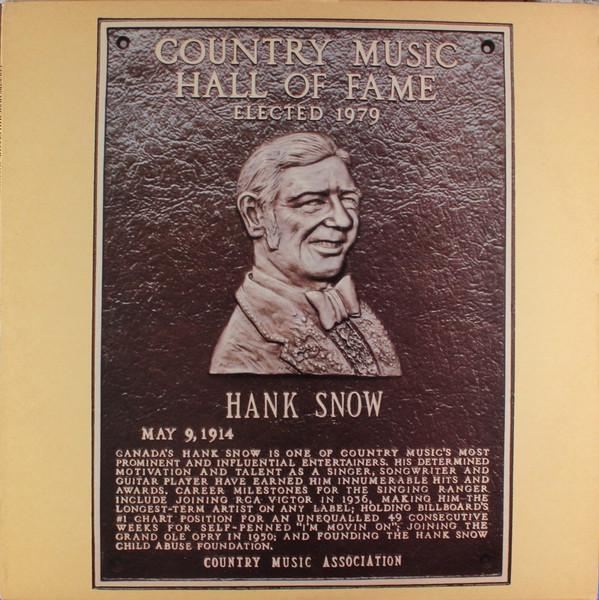 COUNTRY MUSIC
HALL OF FAME
ELECTED 1979
HANK SNOW
MAY 9, 1914
CANADA'S HANK SNOW IS ONE OF COUNTRY MUSIC'S MOST
PROMINENT AND INFLUENTIAL ENTERTAINERS. HIS DETERMINED
MOTIVATION AND TALENT AS A SINGER, SONGWRITER AND
GUITAR PLAYER HAVE EARNED HIM INNUMERABLE HITS AND
AWARDS. CAREER MILESTONES FOR THE SINGING RANGER
INCLUDE JOINING RCA VICTOR IN 1936, MAKING HIM THE
LONGEST-TERM ARTIST ON ANY LABEL; HOLDING BILLBOARD'S
#1 CHART POSITION FOR AN UNEQUALLED 49 CONSECUTIVE
WEEKS FOR SELF-PENNED "I'M MOVIN ON"; JOINING THE
GRAND OLE OPRY IN 1950; AND FOUNDING THE HANK SNOW
CHILD ABUSE FOUNDATION.
COUNTRY MUSIC ASSOCIATION